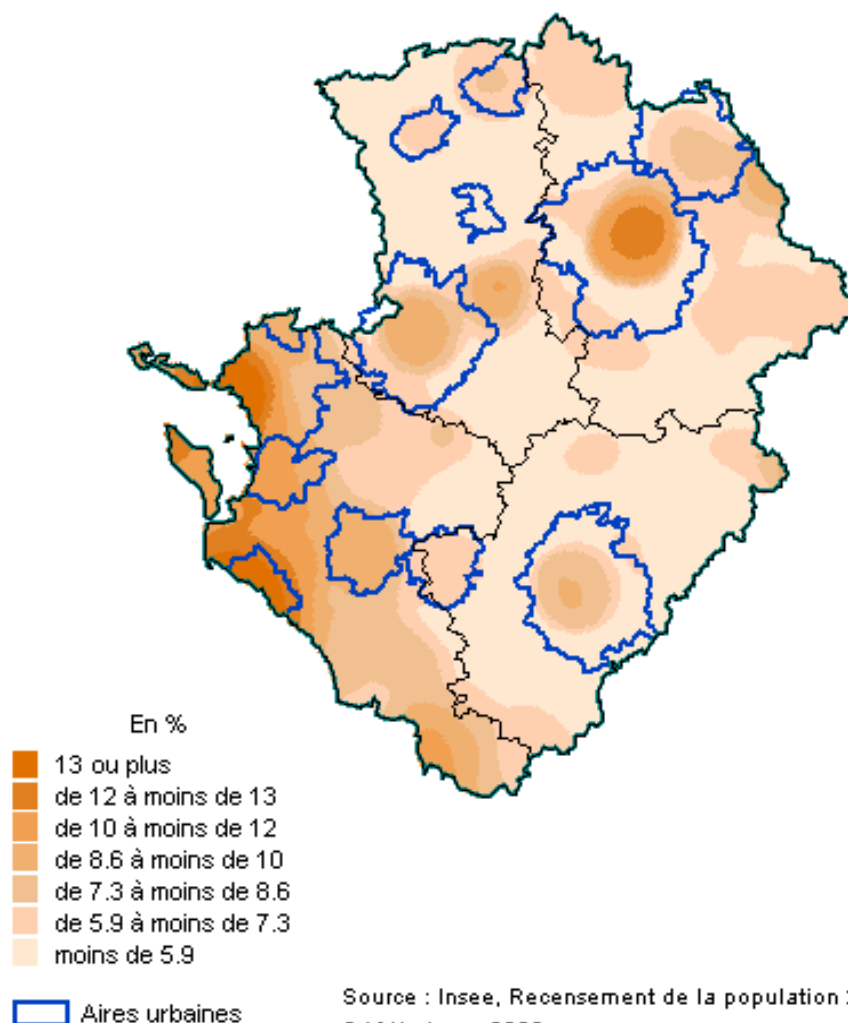 En %
13 ou plus
de 12 à moins de 13
de 10 à moins de 12
de 8.6 à moins de 10
de 7.3 à moins de 8.6
de 5.9 à moins de 7.3
moins de 5.9
Aires urbaines
Source : Insee, Recensement de la population